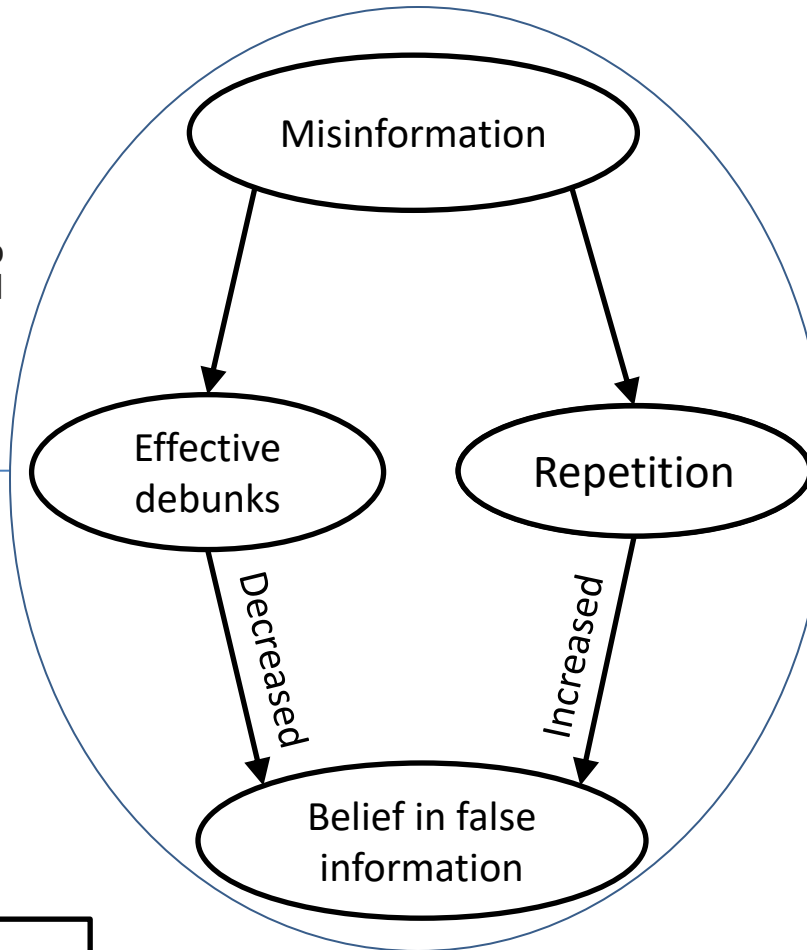 Misinformation
Effective
debunks
Repetition
Decreased
Increased
Belief in false
information